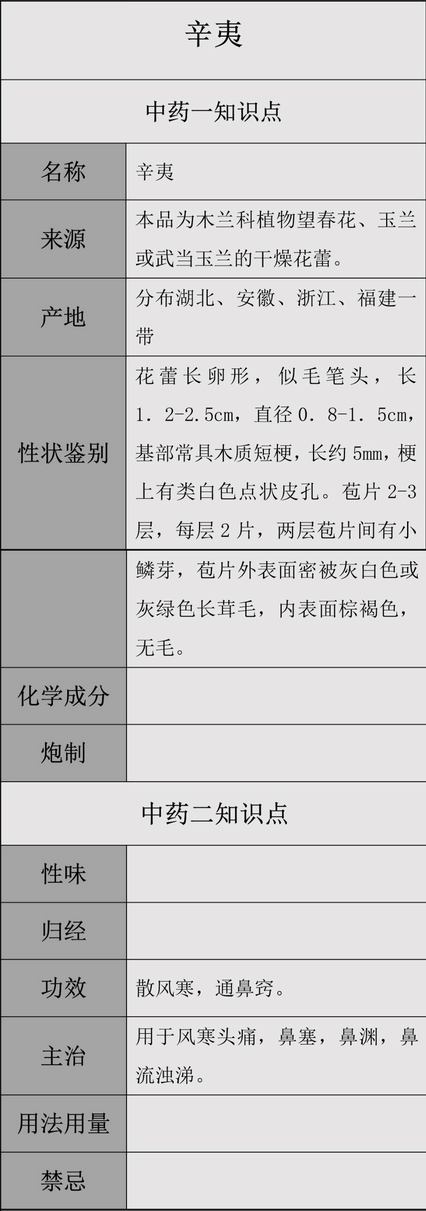 辛夷
中药一知识点
名称
辛夷
来源
本品为木兰科植物望春花、玉兰
或武当玉兰的干燥花蕾。
产地
分布湖北、安徽、浙江、福建一
带
性状鉴别
花蕾长卵形，似毛笔头，长
1．2-2.5cm，直径0．8-1．5cm，
基部常具木质短梗，长约5mm，梗
上有类白色点状皮孔。苞片2-3
层，每层2片，两层苞片间有小
鳞芽，苞片外表面密被灰白色或
灰绿色长茸毛，内表面棕褐色，
无毛。
化学成分
炮制
中药二知识点
性味
归经
功效
散风寒，通鼻窍。
主治
用于风寒头痛，鼻塞，鼻渊，鼻
流浊涕。
用法用量
禁忌